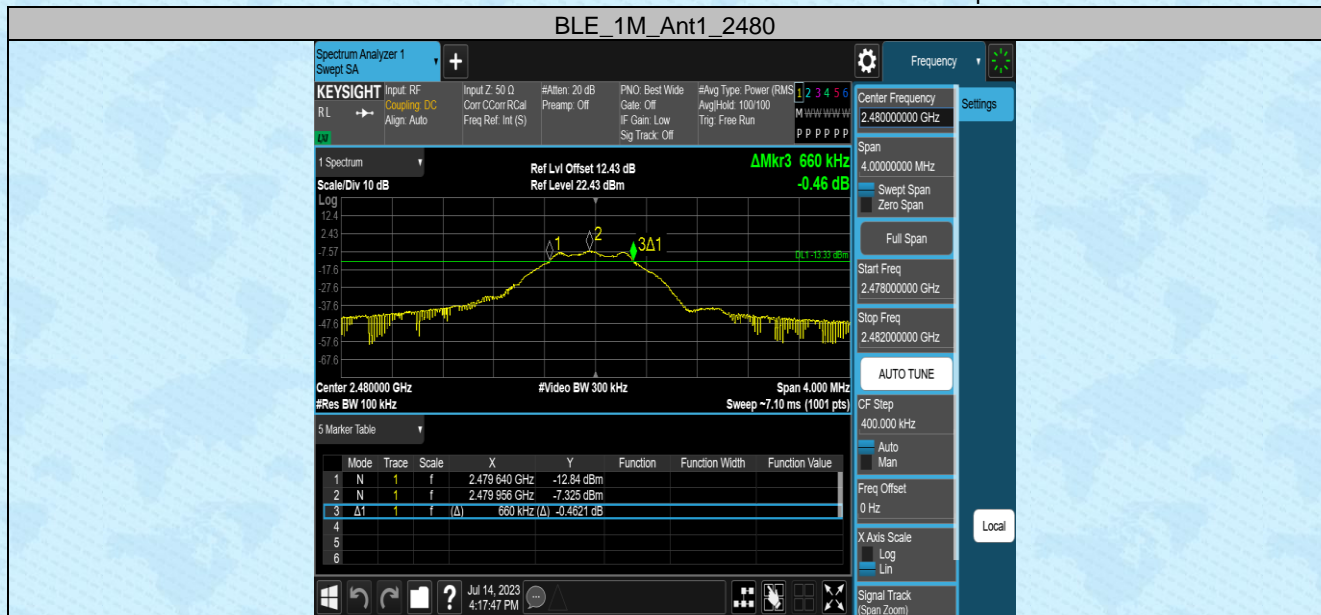 BLE_1M_Ant1_2480
Spectrum Analyzer 1
Swept SA
+
Frequency
KEYSIGHT
RL
LXI
Input: RF
Coupling: DC
Align: Auto
Input Z: 50 Ω
Corr CCorr RCal
Freq Ref: Int (S)
#Atten: 20 dB
Preamp: Off
PNO: Best Wide
Gate: Off
IF Gain: Low
Sig Track: Off
#Avg Type: Power (RMS
Avg|Hold: 100/100
Trig: Free Run
1 2 3 4 5 6
M W W W W W
P P P P P P
1 Spectrum
Scale/Div 10 dB
Ref Lvl Offset 12.43 dB
Ref Level 22.43 dBm
ΔMkr3 660 kHz
-0.46 dB
Log
12.4
2.43
-7.57
-17.6
-27.6
-37.6
-47.6
-57.6
-67.6
1
2
3Δ1
DL1 -13.33 dBm
Center 2.480000 GHz
#Video BW 300 kHz
Span 4.000 MHz
#Res BW 100 kHz
Sweep ~7.10 ms (1001 pts)
5 Marker Table
Mode Trace Scale X Y Function Function Width Function Value
1 N 1 f 2.479 640 GHz -12.84 dBm
2 N 1 f 2.479 956 GHz -7.325 dBm
3 Δ1 1 f (Δ) 660 kHz (Δ) -0.4621 dB
4
5
6
?
Jul 14, 2023
4:17:47 PM
Center Frequency
2.480000000 GHz
Settings
Span
4.00000000 MHz
Swept Span
Zero Span
Full Span
Start Freq
2.478000000 GHz
Stop Freq
2.482000000 GHz
AUTO TUNE
CF Step
400.000 kHz
Auto
Man
Freq Offset
0 Hz
Local
X Axis Scale
Log
Lin
Signal Track
(Span Zoom)